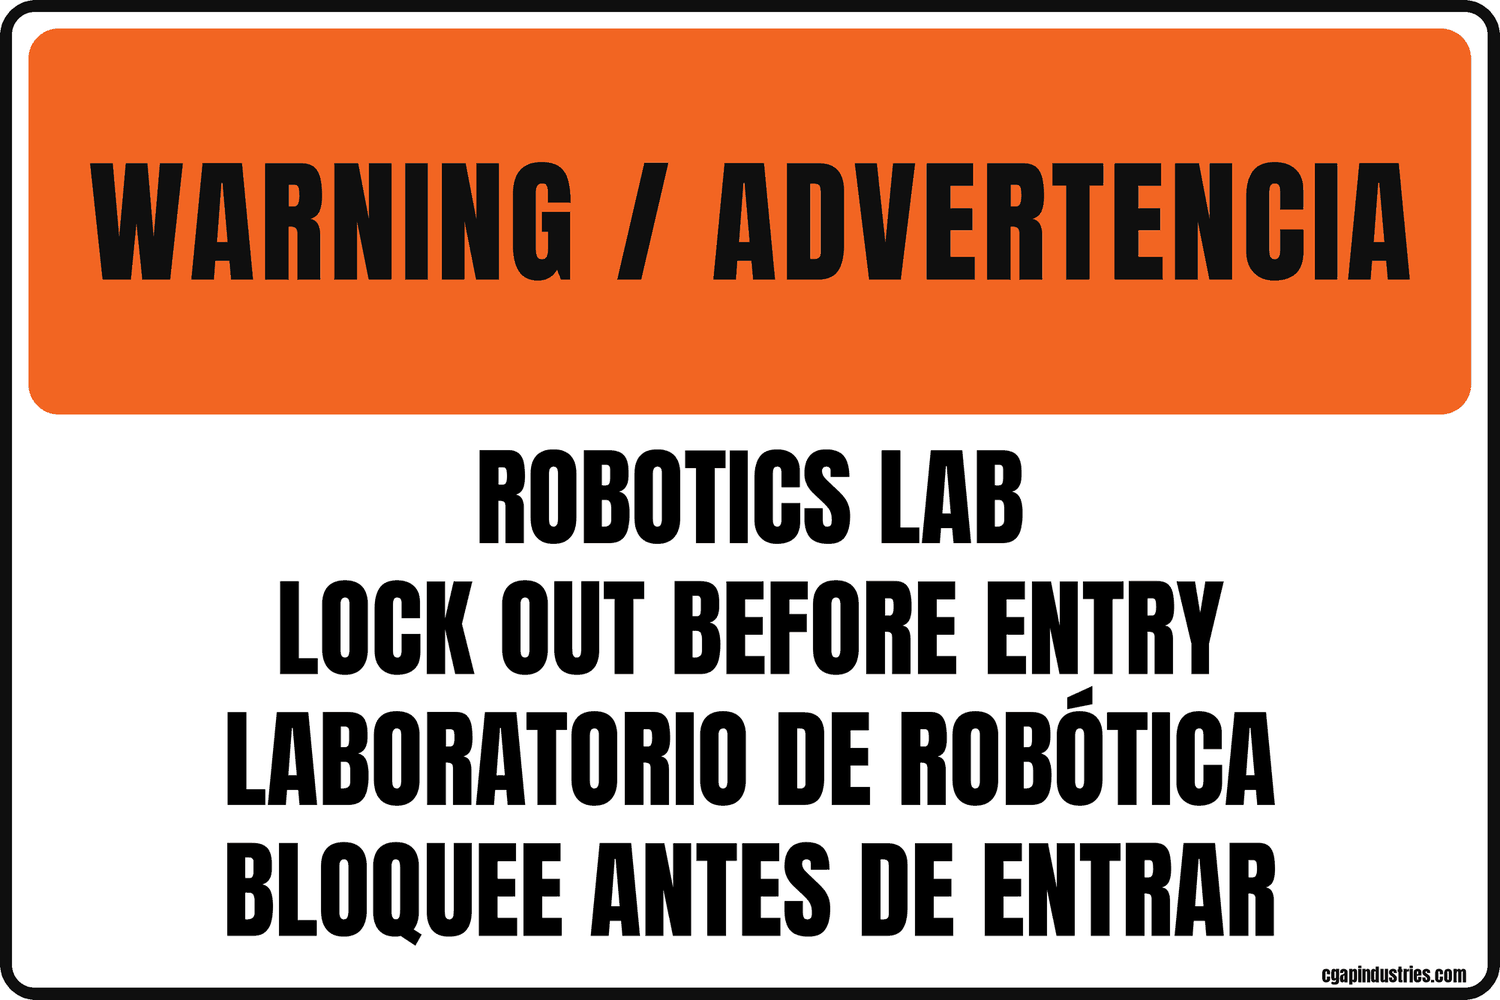 WARNING / ADVERTENCIA
ROBOTICS LAB
LOCK OUT BEFORE ENTRY
LABORATORIO DE ROBÓTICA
BLOQUEE ANTES DE ENTRAR
cgapindustries.com